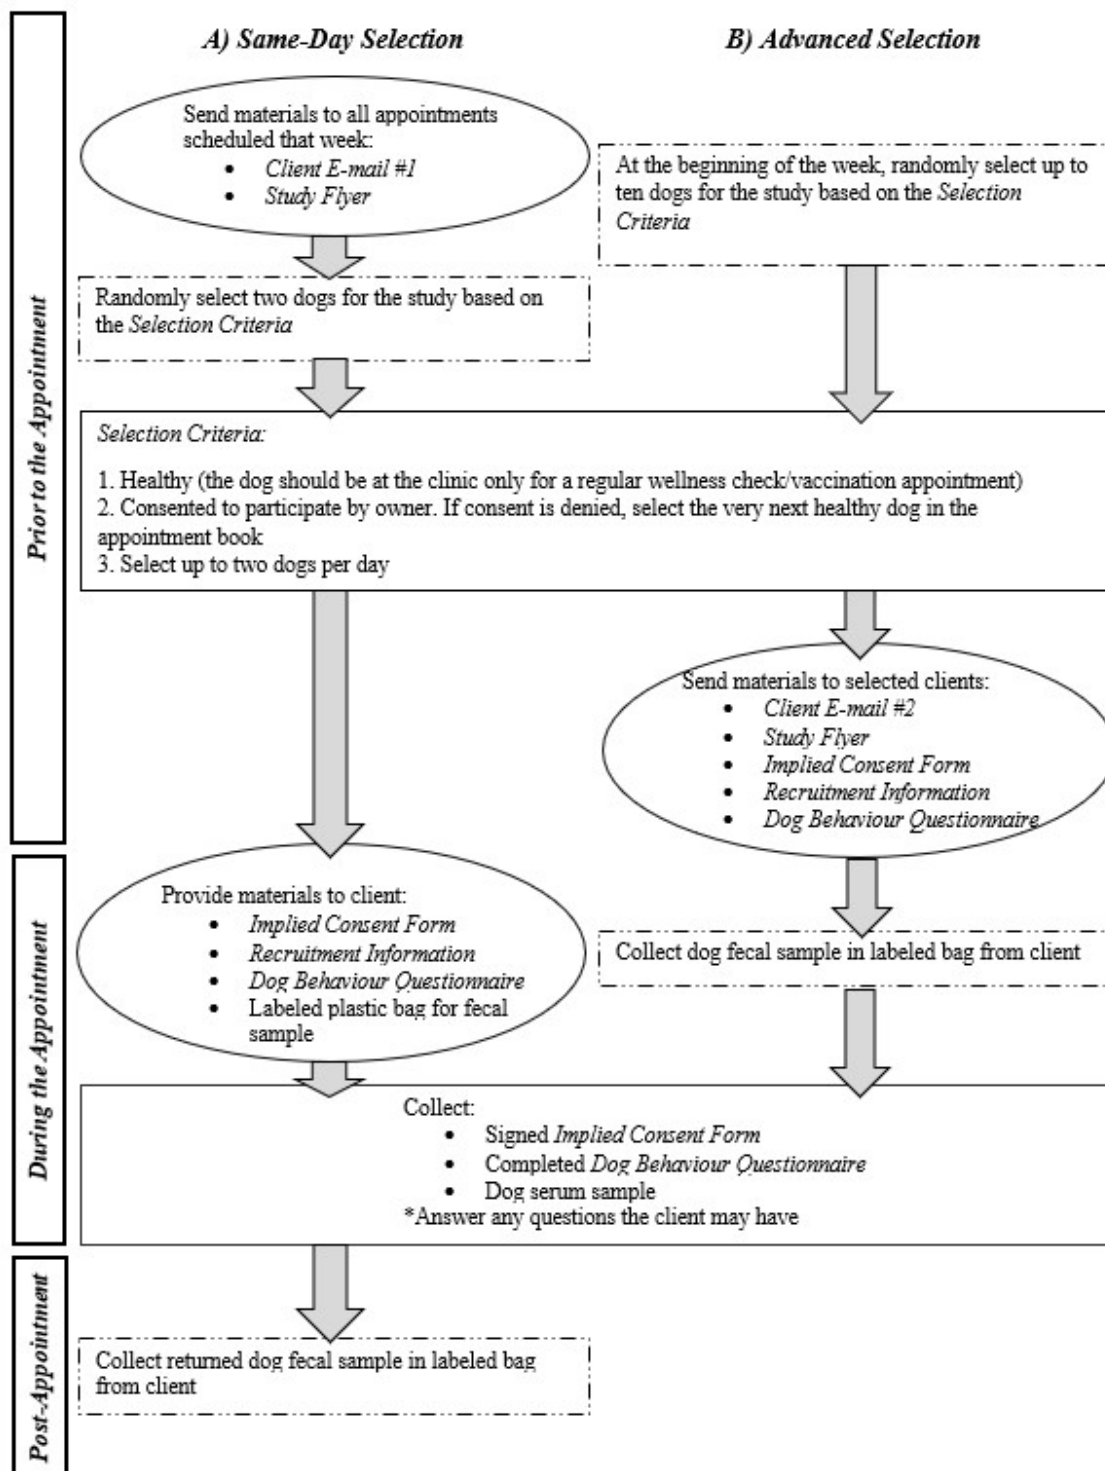 A) Same-Day Selection
B) Advanced Selection
Prior to the Appointment
Send materials to all appointments
scheduled that week:
• Client E-mail #1
• Study Flyer
At the beginning of the week, randomly select up to
ten dogs for the study based on the Selection
Criteria
Randomly select two dogs for the study based on
the Selection Criteria
Selection Criteria:
1. Healthy (the dog should be at the clinic only for a regular wellness check/vaccination appointment)
2. Consented to participate by owner. If consent is denied, select the very next healthy dog in the
appointment book
3. Select up to two dogs per day
Send materials to selected clients:
• Client E-mail #2
• Study Flyer
• Implied Consent Form
• Recruitment Information
• Dog Behaviour Questionnaire
During the Appointment
Provide materials to client:
• Implied Consent Form
• Recruitment Information
• Dog Behaviour Questionnaire
• Labeled plastic bag for fecal
sample
Collect dog fecal sample in labeled bag from client
Collect:
• Signed Implied Consent Form
• Completed Dog Behaviour Questionnaire
• Dog serum sample
*Answer any questions the client may have
Post-Appointment
Collect returned dog fecal sample in labeled bag
from client